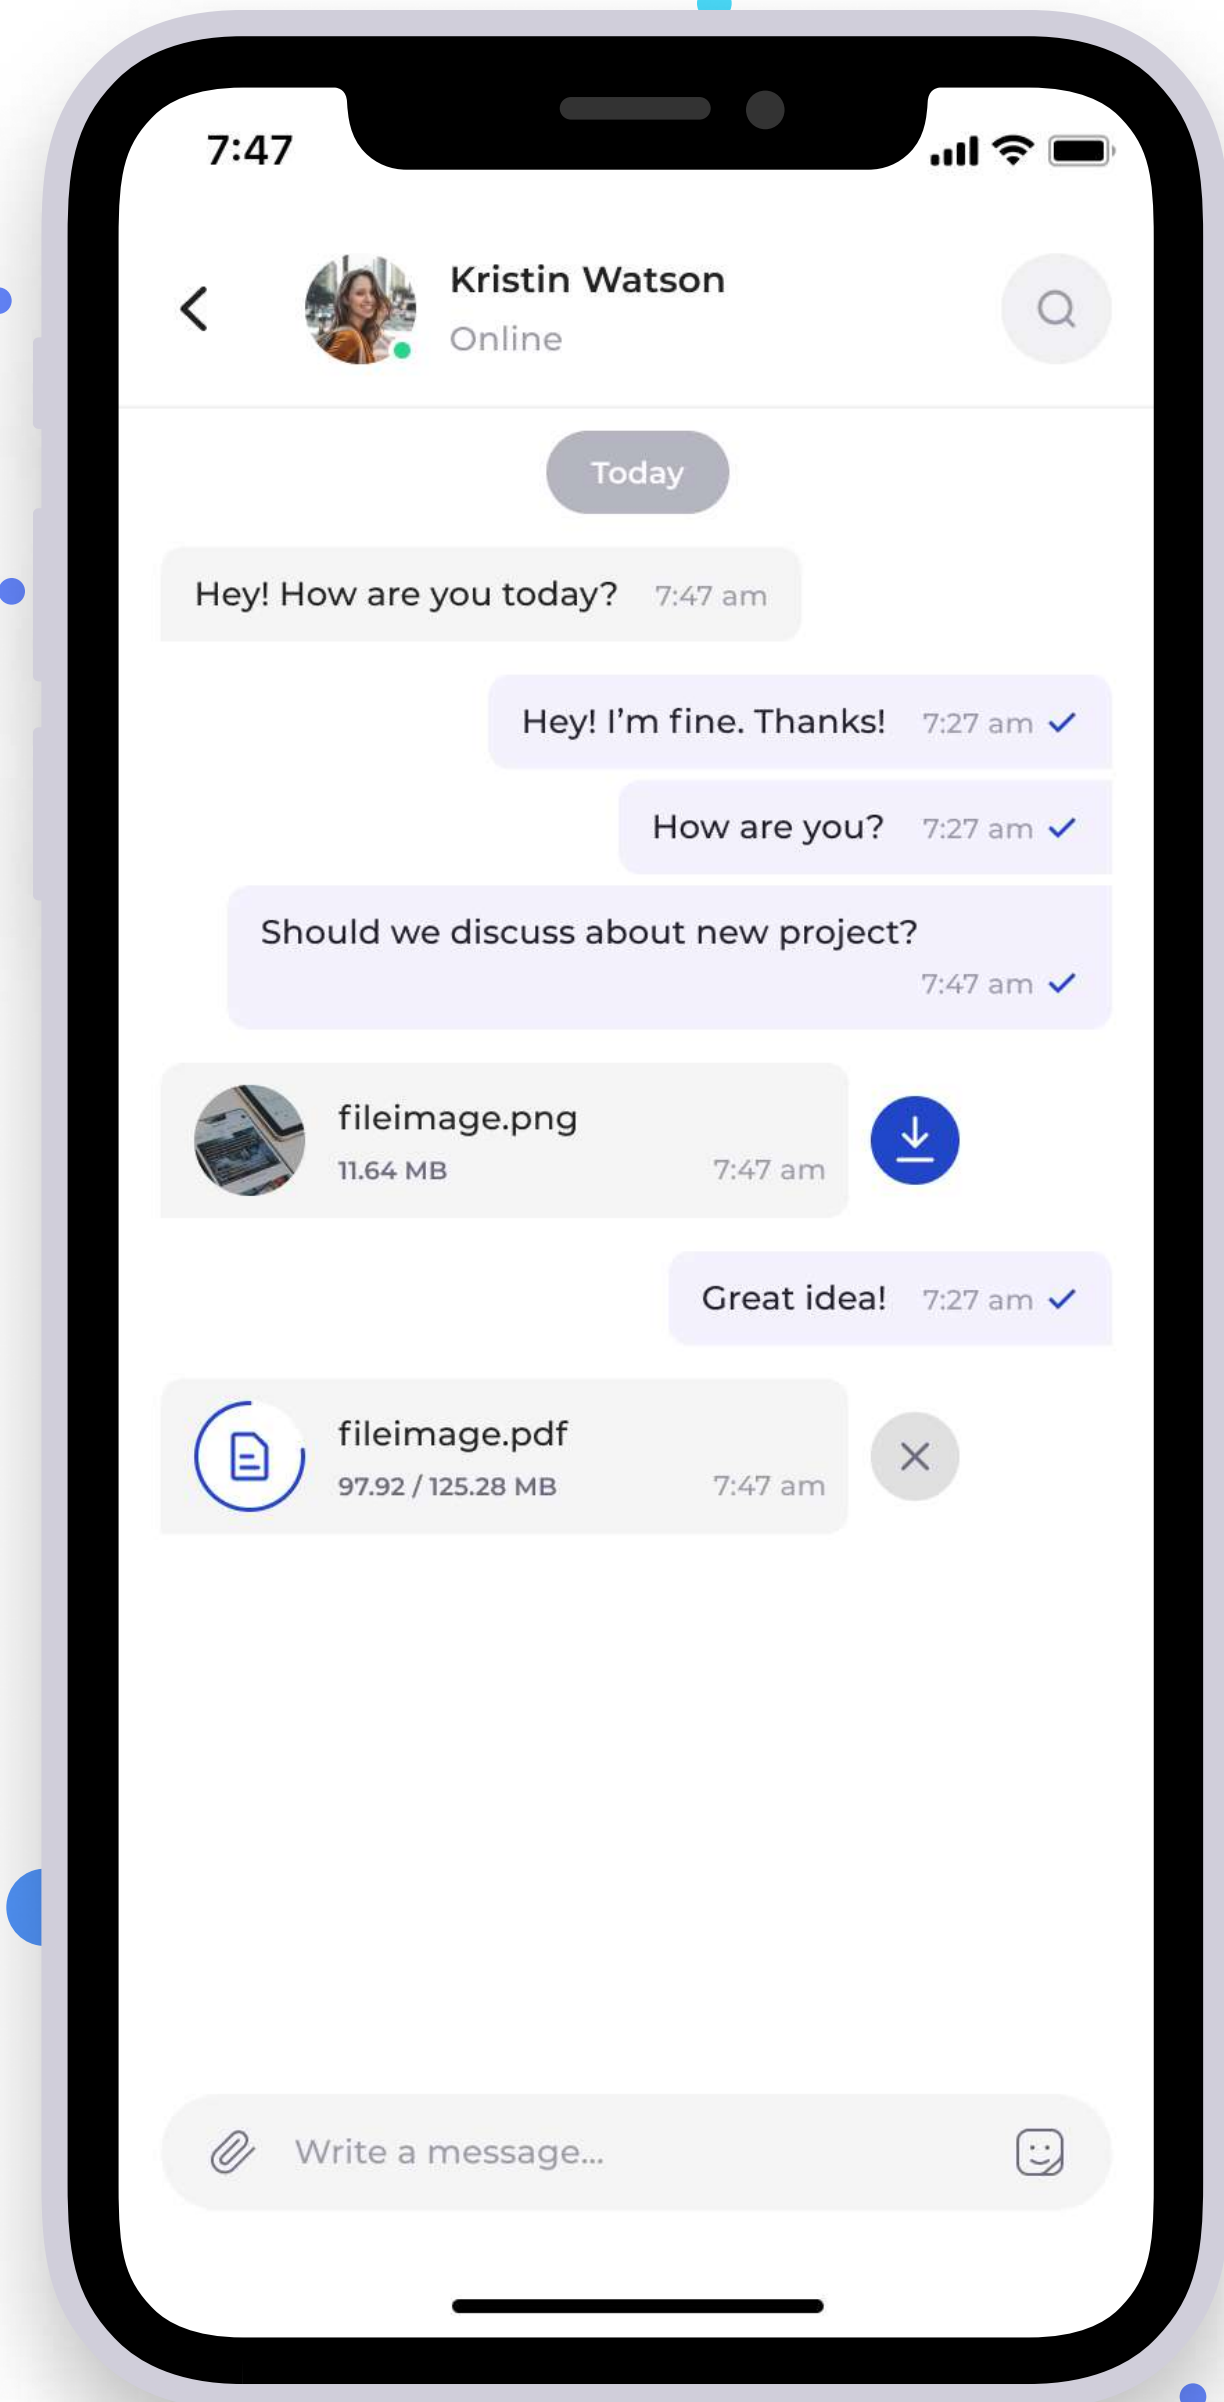 7:47
Kristin Watson
Online
Today
Hey! How are you today? 7:47 am
Hey! I'm fine. Thanks! 7:27 am
How are you? 7:27 am
Should we discuss about new project?
7:47 am
fileimage.png
11.64 MB 7:47 am
Great idea! 7:27 am
fileimage.pdf
97.92 / 125.28 MB 7:47 am
Write a message...